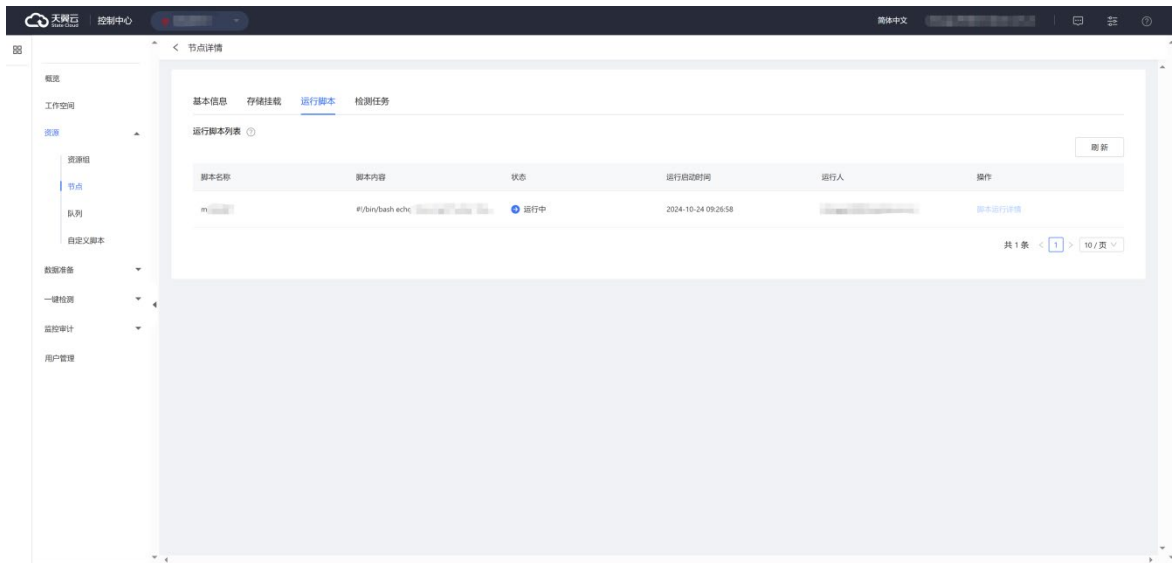 天翼云 控制中心 简体中文
State Cloud
节点详情
概览
工作空间
资源
资源组
节点
队列
自定义脚本
数据准备
一键检测
监控审计
用户管理
基本信息 存储挂载 运行脚本 检测任务
运行脚本列表
刷新
脚本名称 脚本内容 状态 运行启动时间 运行人 操作
m #!/bin/bash echo 运行中 2024-10-24 09:26:58 脚本运行详情
共 1 条 < 1 > 10 / 页